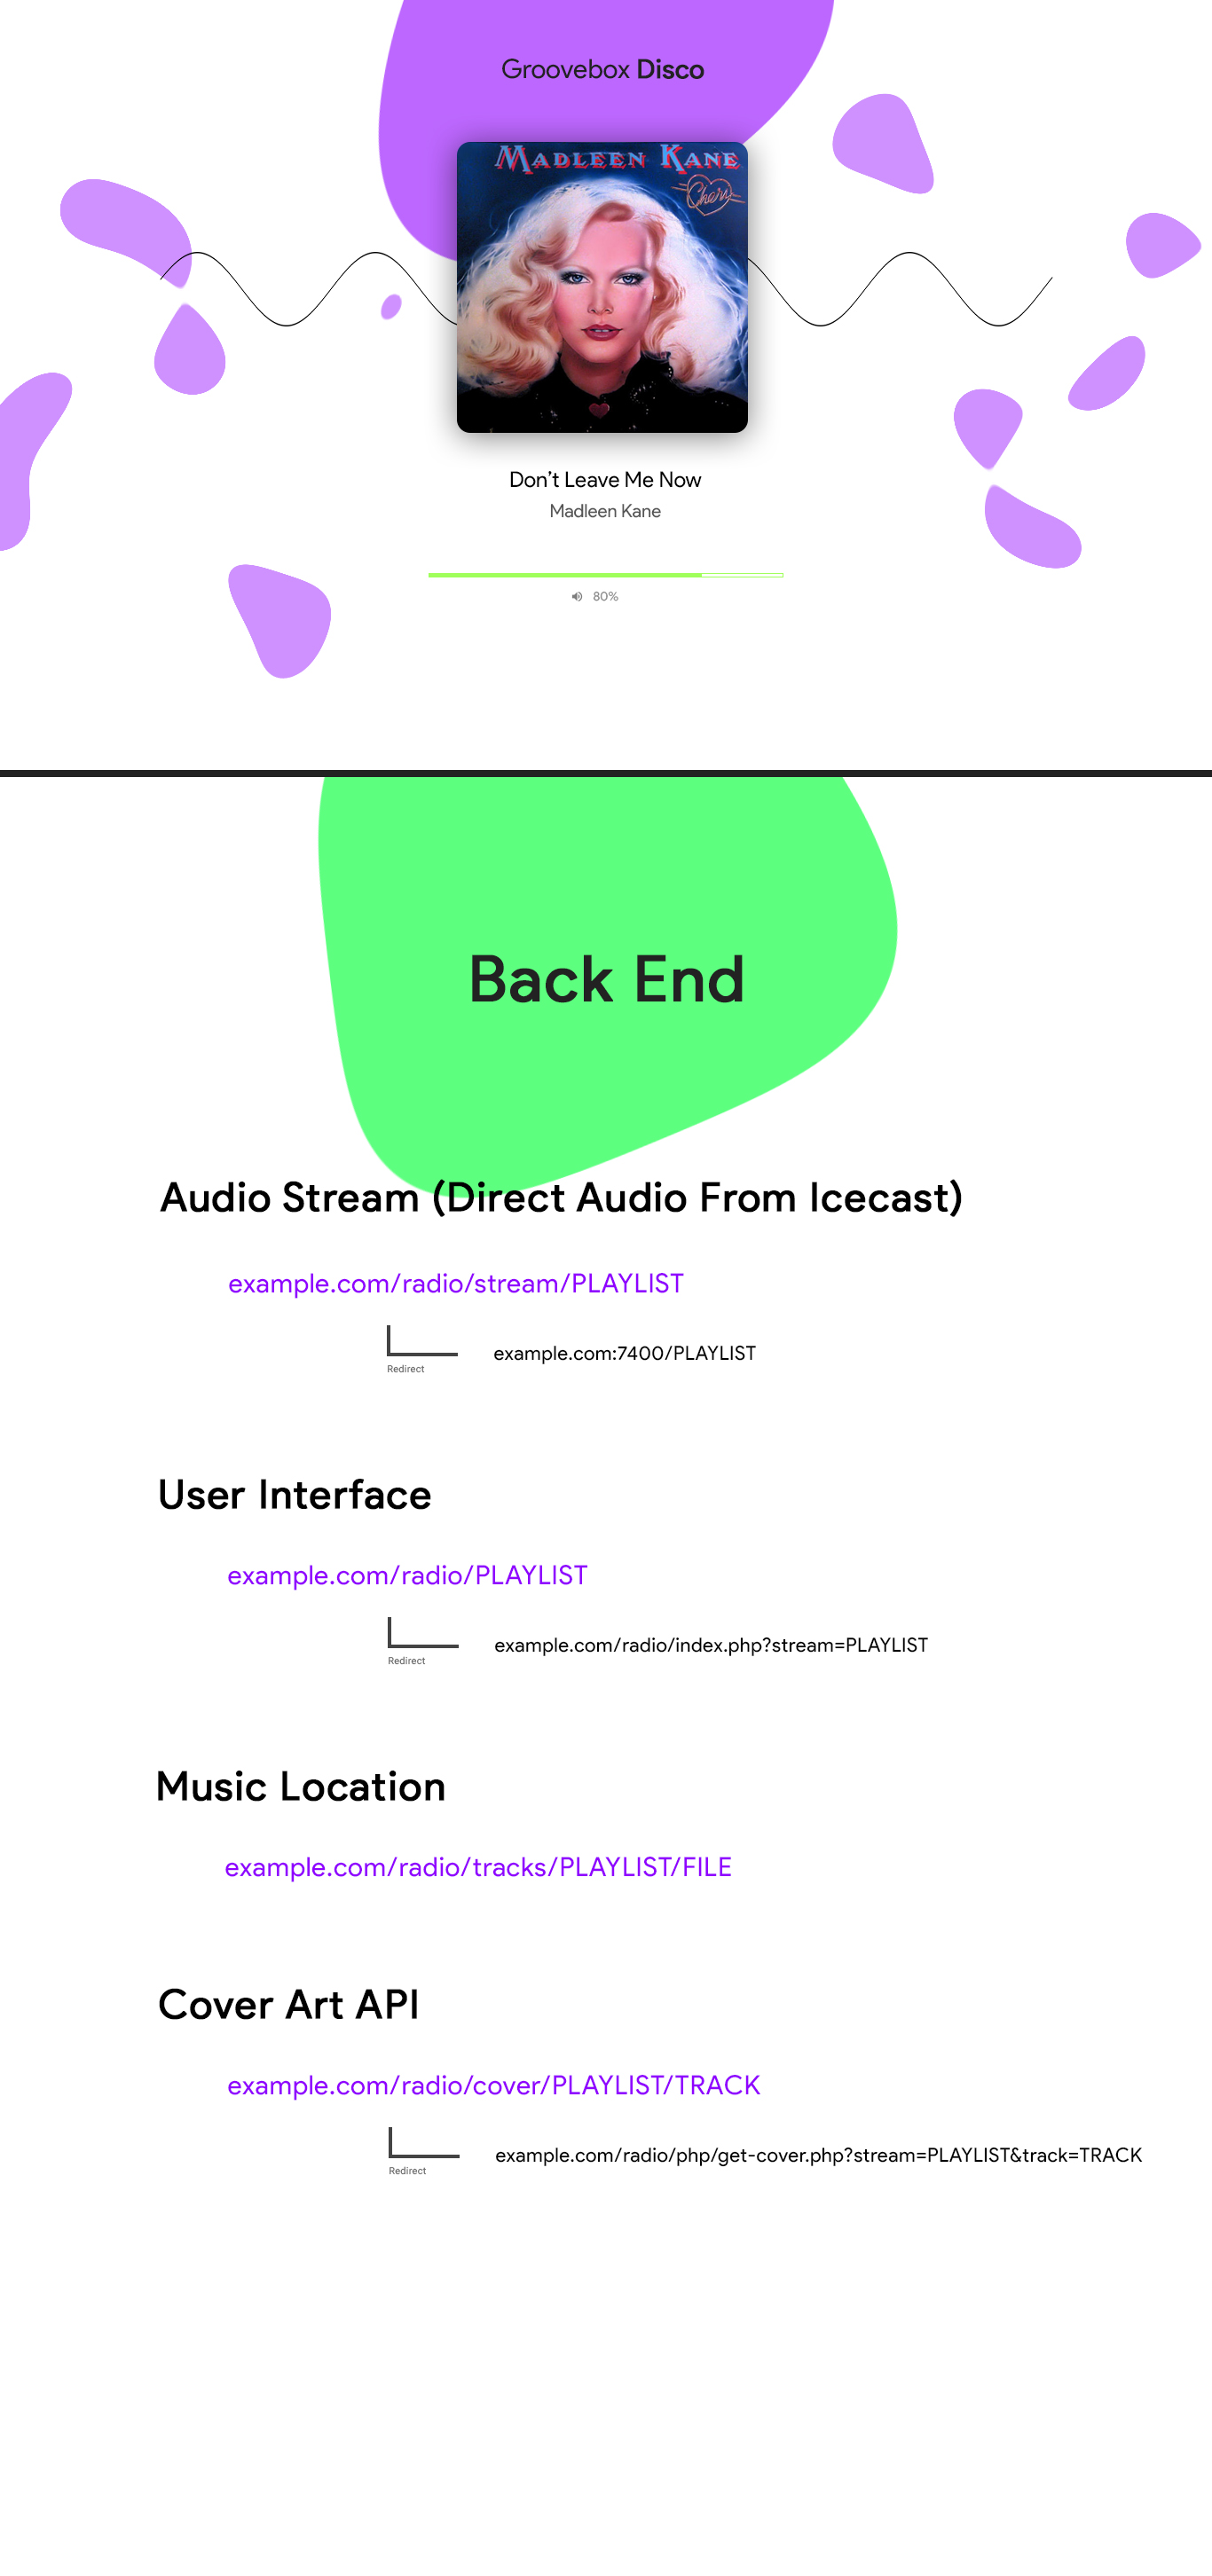 Groovebox Disco
MADLEEN KANE
Cheri
Don't Leave Me Now
Madleen Kane
80%
Back End
Audio Stream (Direct Audio From Icecast)
example.com/radio/stream/PLAYLIST
Redirect
example.com:7400/PLAYLIST
User Interface
example.com/radio/PLAYLIST
Redirect
example.com/radio/index.php?stream=PLAYLIST
Music Location
example.com/radio/tracks/PLAYLIST/FILE
Cover Art API
example.com/radio/cover/PLAYLIST/TRACK
Redirect
example.com/radio/php/get-cover.php?stream=PLAYLIST&track=TRACK